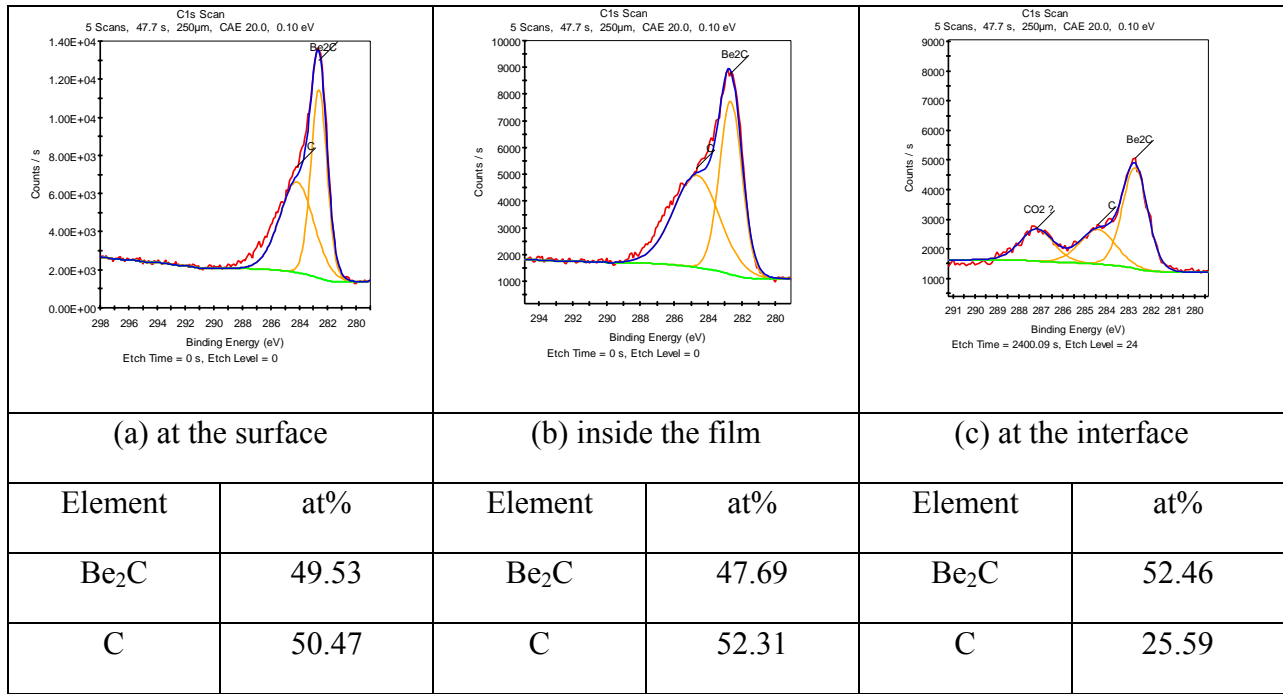 C1s Scan
5 Scans, 47.7 s, 250µm, CAE 20.0, 0.10 eV
1.40E+04
1.20E+04
1.00E+04
8.00E+03
6.00E+03
4.00E+03
2.00E+03
0.00E+00
Counts / s
Be2C
C
298 296 294 292 290 288 286 284 282 280
Binding Energy (eV)
Etch Time = 0 s, Etch Level = 0
C1s Scan
5 Scans, 47.7 s, 250µm, CAE 20.0, 0.10 eV
10000
9000
8000
7000
6000
5000
4000
3000
2000
1000
Counts / s
Be2C
C
294 292 290 288 286 284 282 280
Binding Energy (eV)
Etch Time = 0 s, Etch Level = 0
C1s Scan
5 Scans, 47.7 s, 250µm, CAE 20.0, 0.10 eV
9000
8000
7000
6000
5000
4000
3000
2000
1000
Counts / s
Be2C
CO2 ?
C
291 290 289 288 287 286 285 284 283 282 281 280
Binding Energy (eV)
Etch Time = 2400.09 s, Etch Level = 24
(a) at the surface (b) inside the film (c) at the interface
Element at% Element at% Element at%
Be₂C 49.53 Be₂C 47.69 Be₂C 52.46
C 50.47 C 52.31 C 25.59